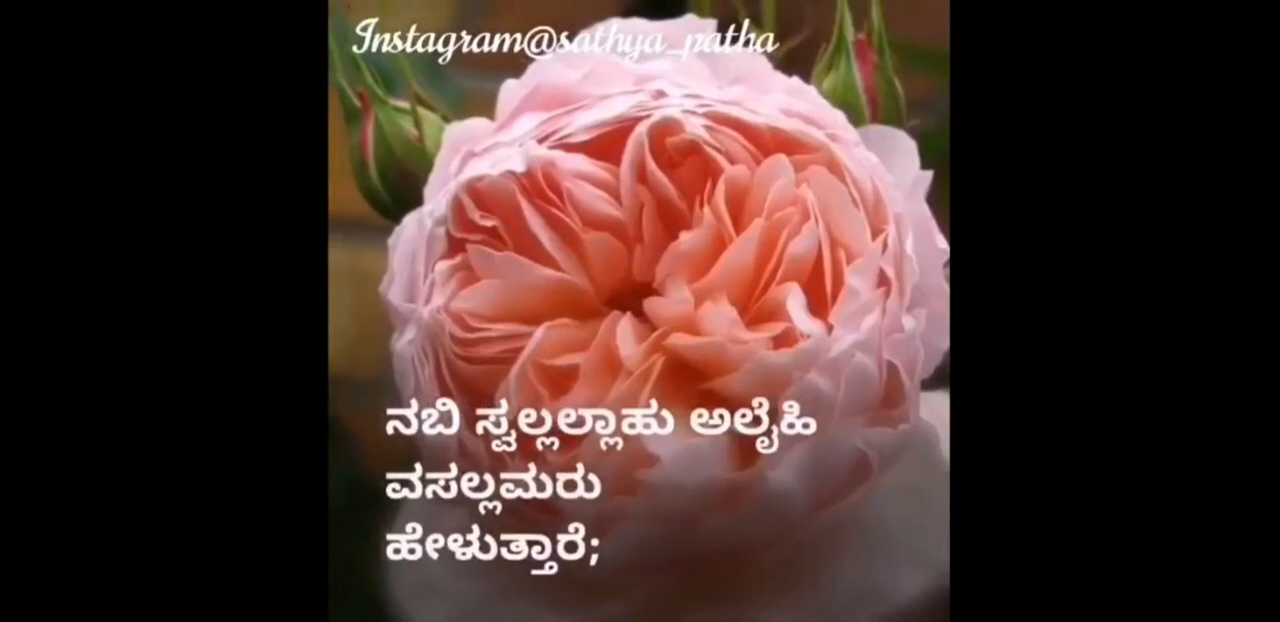 Instagram@sathya_patha
ನಬಿ ಸ್ವಲ್ಲಲ್ಲಾಹು ಅಲೈಹಿ
ವಸಲ್ಲಮರು
ಹೇಳುತ್ತಾರೆ;